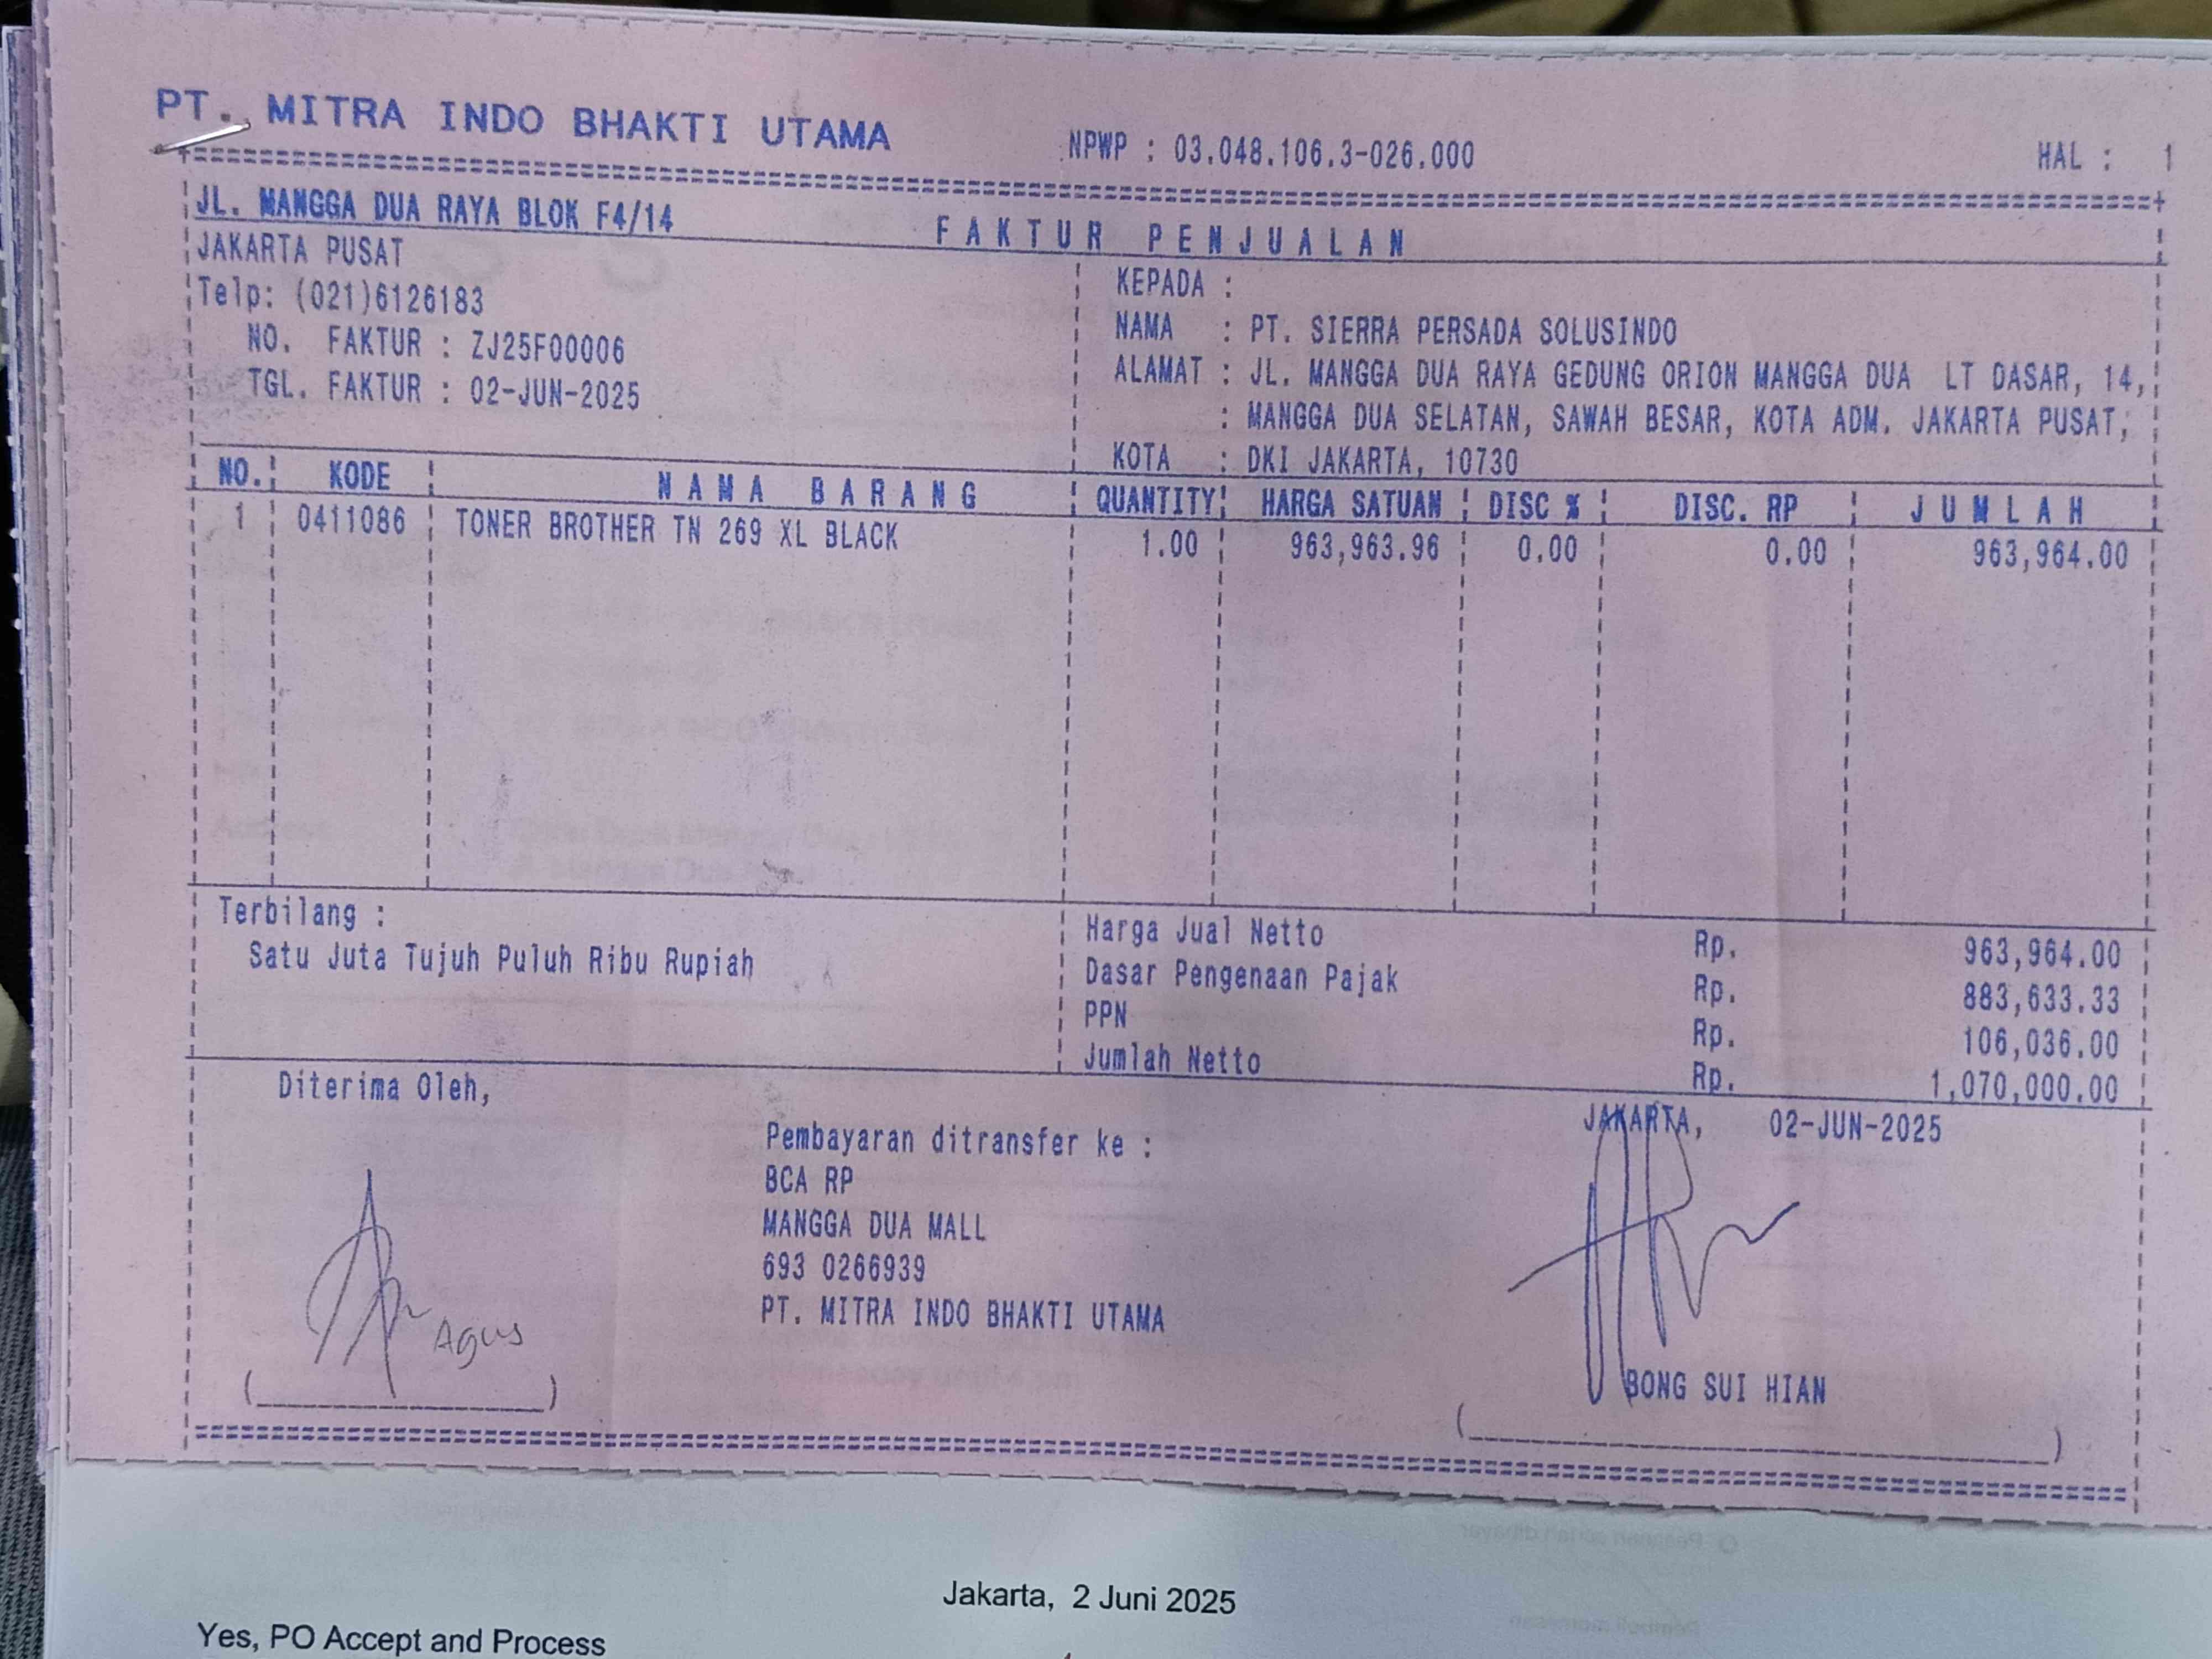 PT. MITRA INDO BHAKTI UTAMA
NPWP : 03.048.106.3-026.000
HAL : 1
JL. MANGGA DUA RAYA BLOK F4/14
FAKTUR PENJUALAN
JAKARTA PUSAT
Telp: (021)6126183
NO. FAKTUR : ZJ25F00006
TGL. FAKTUR : 02-JUN-2025
KEPADA :
NAMA : PT. SIERRA PERSADA SOLUSINDO
ALAMAT : JL. MANGGA DUA RAYA GEDUNG ORION MANGGA DUA LT DASAR, 14,
: MANGGA DUA SELATAN, SAWAH BESAR, KOTA ADM. JAKARTA PUSAT,
KOTA : DKI JAKARTA, 10730
NO. KODE NAMA BARANG QUANTITY HARGA SATUAN DISC % DISC. RP JUMLAH
1 0411086 TONER BROTHER TN 269 XL BLACK 1.00 963,963.96 0.00 0.00 963,964.00
Terbilang :
Satu Juta Tujuh Puluh Ribu Rupiah
Harga Jual Netto Rp. 963,964.00
Dasar Pengenaan Pajak Rp. 883,633.33
PPN Rp. 106,036.00
Jumlah Netto Rp. 1,070,000.00
Diterima Oleh,
Agus
Pembayaran ditransfer ke :
BCA RP
MANGGA DUA MALL
693 0266939
PT. MITRA INDO BHAKTI UTAMA
JAKARTA, 02-JUN-2025
BONG SUI HIAN
Jakarta, 2 Juni 2025
Yes, PO Accept and Process